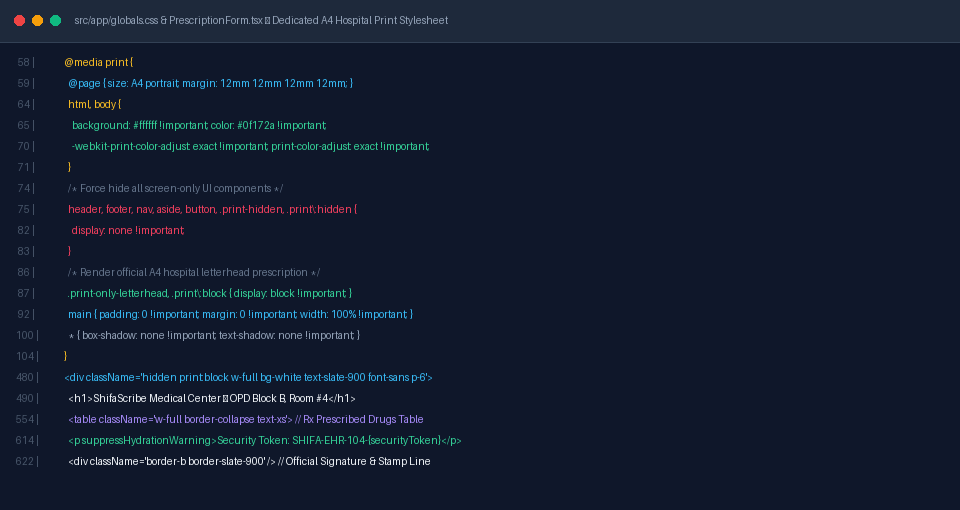 src/app/globals.css & PrescriptionForm.tsx ▯ Dedicated A4 Hospital Print Stylesheet
58 | @media print {
59 | @page { size: A4 portrait; margin: 12mm 12mm 12mm 12mm; }
64 | html, body {
65 | background: #ffffff !important; color: #0f172a !important;
70 | -webkit-print-color-adjust: exact !important; print-color-adjust: exact !important;
71 | }
74 | /* Force hide all screen-only UI components */
75 | header, footer, nav, aside, button, .print-hidden, .print\:hidden {
82 | display: none !important;
83 | }
86 | /* Render official A4 hospital letterhead prescription */
87 | .print-only-letterhead, .print\:block { display: block !important; }
92 | main { padding: 0 !important; margin: 0 !important; width: 100% !important; }
100 | * { box-shadow: none !important; text-shadow: none !important; }
104 | }
480 | <div className='hidden print:block w-full bg-white text-slate-900 font-sans p-6'>
490 | <h1>ShifaScribe Medical Center ▯ OPD Block B, Room #4</h1>
554 | <table className='w-full border-collapse text-xs'> // Rx Prescribed Drugs Table
614 | <p suppressHydrationWarning>Security Token: SHIFA-EHR-104-{securityToken}</p>
622 | <div className='border-b border-slate-900' /> // Official Signature & Stamp Line